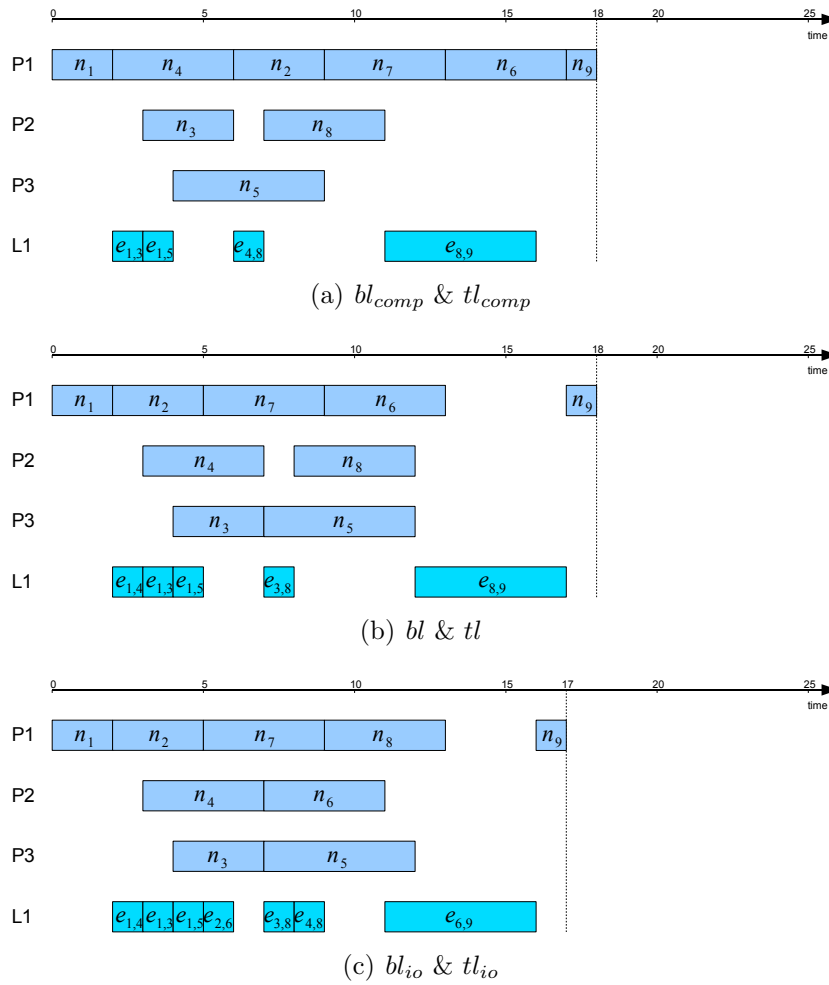 0 5 10 15 18 20 25
time
P1 n1 n4 n2 n7 n6 n9
P2 n3 n8
P3 n5
L1 e1,3 e1,5 e4,8 e8,9
(a) blcomp & tlcomp
0 5 10 15 18 20 25
time
P1 n1 n2 n7 n6 n9
P2 n4 n8
P3 n3 n5
L1 e1,4 e1,3 e1,5 e3,8 e8,9
(b) bl & tl
0 5 10 15 17 20 25
time
P1 n1 n2 n7 n8 n9
P2 n4 n6
P3 n3 n5
L1 e1,4 e1,3 e1,5 e2,6 e3,8 e4,8 e6,9
(c) blio & tlio